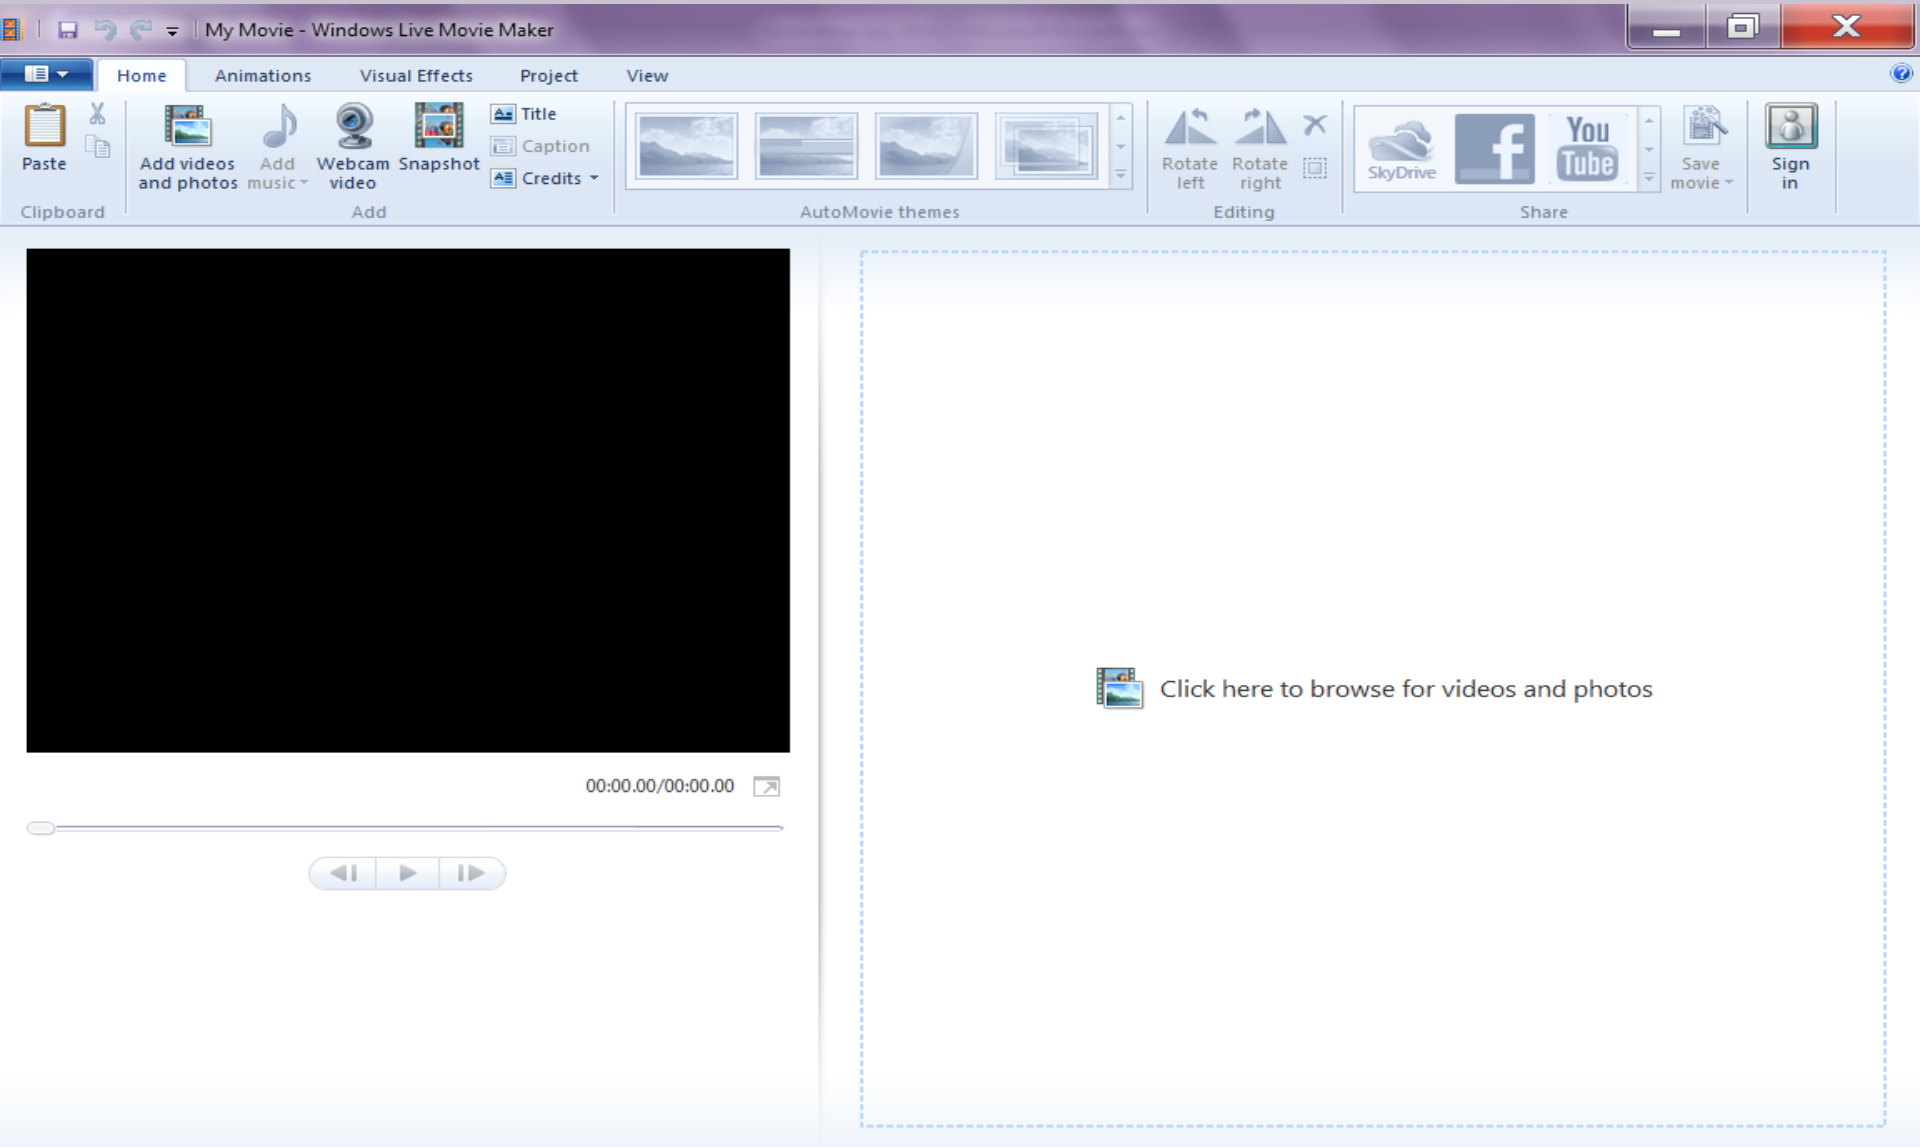 My Movie - Windows Live Movie Maker
Home Animations Visual Effects Project View
Paste
Clipboard
Add videos
and photos
Add
music
Webcam
video
Snapshot
Title
Caption
Credits
Add
AutoMovie themes
Rotate
left
Rotate
right
Editing
SkyDrive
f
You
Tube
Share
Save
movie
Sign
in
00:00.00/00:00.00
Click here to browse for videos and photos